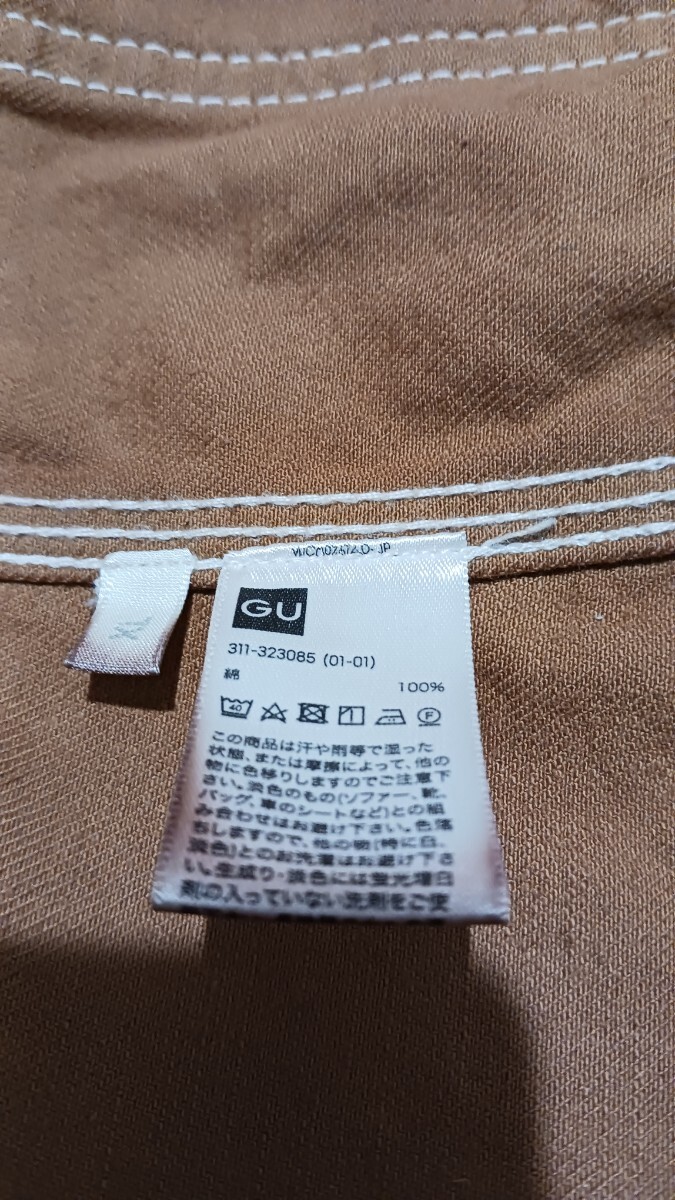 XL
GU
311-323085 (01-01)
綿 100%
40 F
この商品は汗や雨等で湿った
状態、または摩擦によって、他の
物に色移りしますのでご注意下
さい。淡色のもの(ソファー、靴、
バッグ、車のシートなど)との組
み合わせはお避け下さい。色落
ちしますので、他の物(特に白、
淡色)とのお洗濯はお避け下さ
い。生成り・淡色には蛍光増白
剤の入っていない洗剤をご使